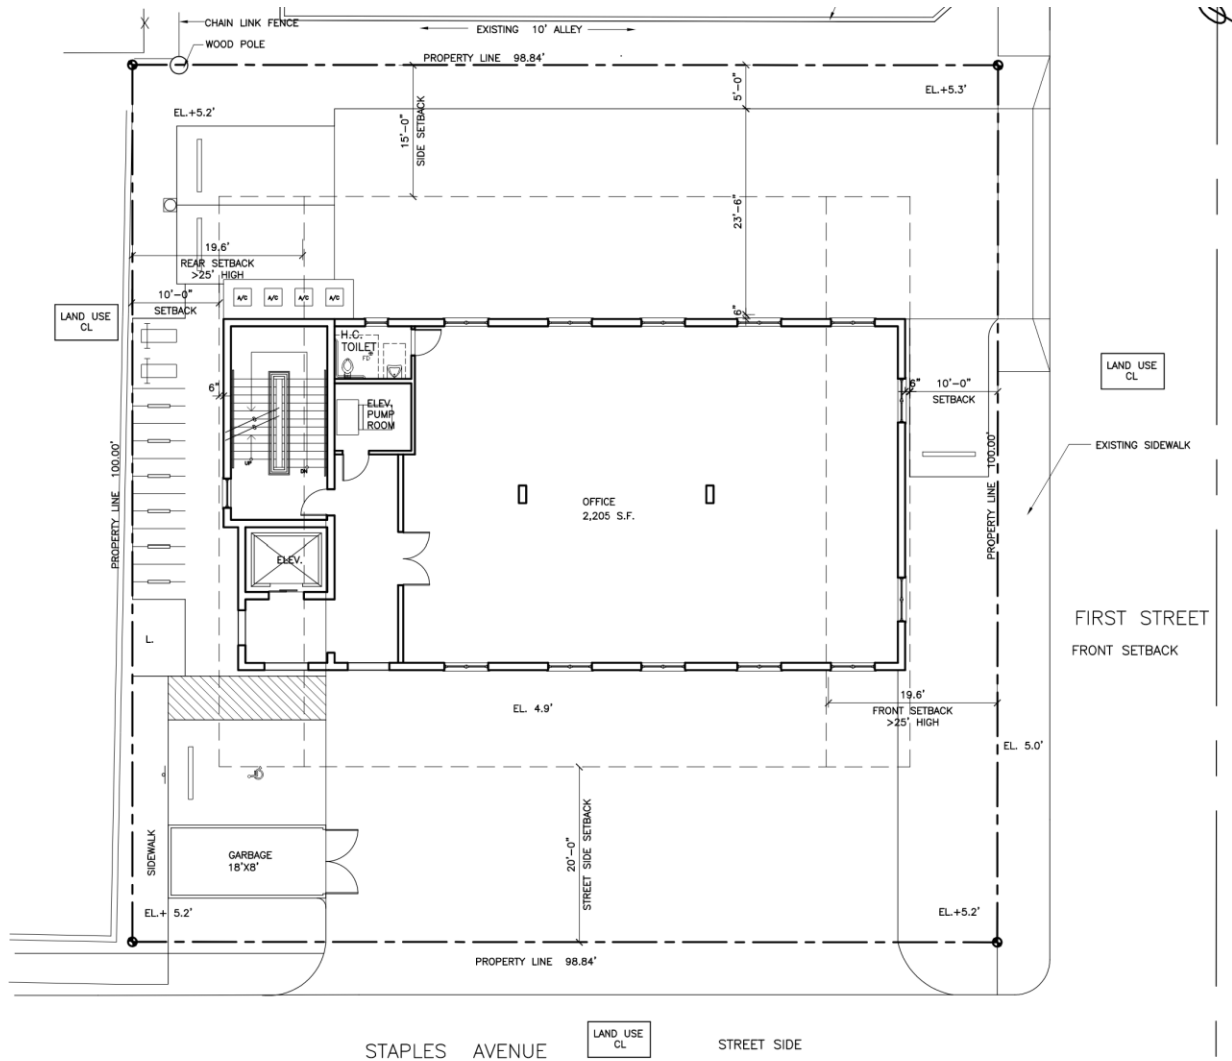 CHAIN LINK FENCE
WOOD POLE
EXISTING 10' ALLEY
PROPERTY LINE 98.84'
EL.+5.2'
EL.+5.3'
15'-0"
SIDE SETBACK
5'-0"
23'-6"
6"
19.6'
REAR SETBACK
>25' HIGH
10'-0"
SETBACK
LAND USE
CL
A/C
A/C
A/C
A/C
H.C.
TOILET
ELEV.
PUMP
ROOM
6"
UP
DN
6"
10'-0"
SETBACK
LAND USE
CL
EXISTING SIDEWALK
PROPERTY LINE 100.00'
PROPERTY LINE 100.00'
OFFICE
2,205 S.F.
ELEV.
L.
FIRST STREET
FRONT SETBACK
EL. 4.9'
19.6'
FRONT SETBACK
>25' HIGH
EL. 5.0'
20'-0"
STREET SIDE SETBACK
SIDEWALK
GARBAGE
18'X8'
EL.+ 5.2'
EL.+5.2'
PROPERTY LINE 98.84'
STAPLES AVENUE
LAND USE
CL
STREET SIDE